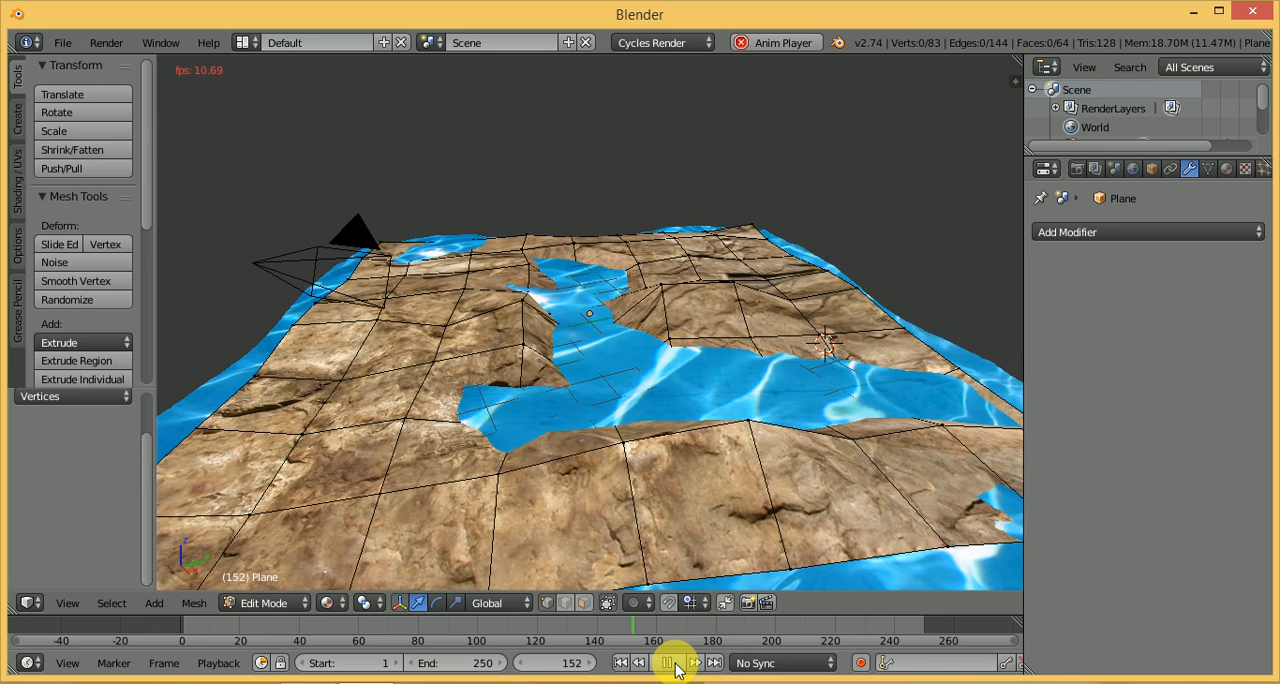 Blender
File Render Window Help Default Scene Cycles Render Anim Player v2.74 | Verts:0/83 | Edges:0/144 | Faces:0/64 | Tris:128 | Mem:18.70M (11.47M) | Plane
fps: 10.69
Tools
Create
Shading / UVs
Options
Grease Pencil
Transform
Translate
Rotate
Scale
Shrink/Fatten
Push/Pull
Mesh Tools
Deform:
Slide Ed Vertex
Noise
Smooth Vertex
Randomize
Add:
Extrude
Extrude Region
Extrude Individual
Vertices
z
(152) Plane
View Search All Scenes
Scene
RenderLayers
World
Plane
Add Modifier
View Select Add Mesh Edit Mode Global
-40 -20 0 20 40 60 80 100 120 140 160 180 200 220 240 260
View Marker Frame Playback Start: 1 End: 250 152 No Sync